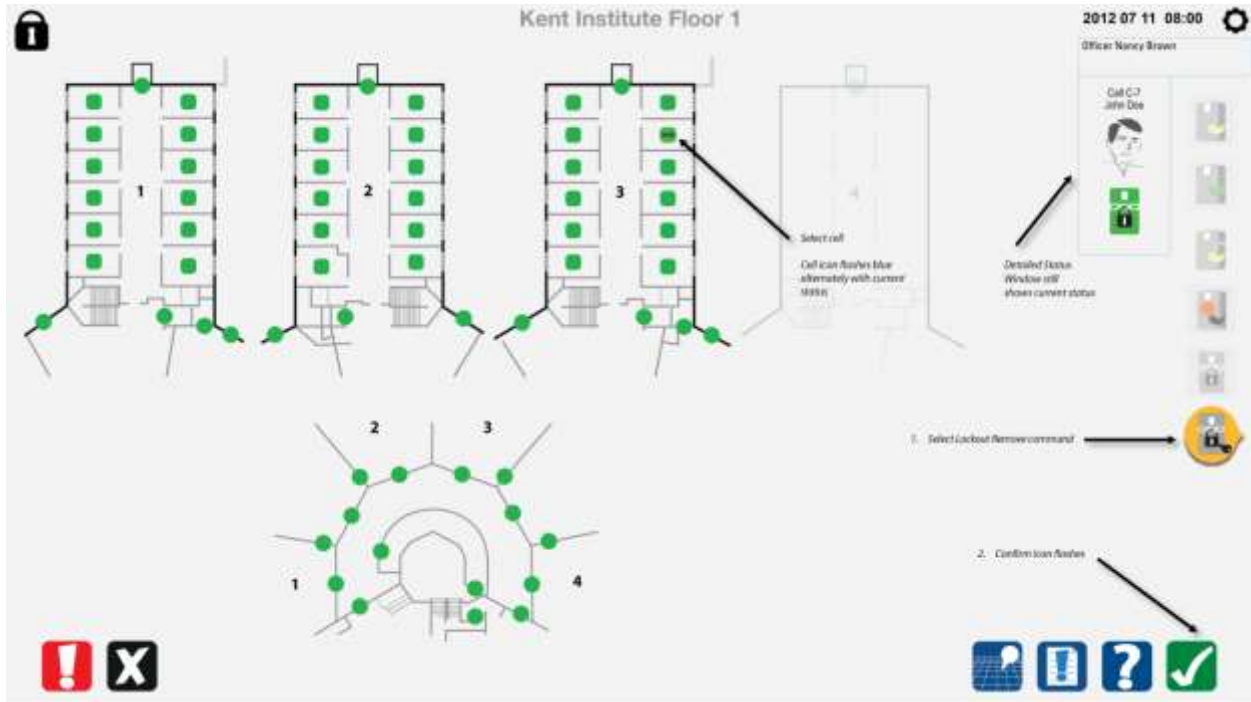 Kent Institute Floor 1
2012 07 11 08:00
Officer Nancy Brown
Cell C-7
John Doe
1
2
3
4
Select cell
Cell icon flashes blue
alternately with current
status
Detailed Status
Window still
shows current status
1. Select Lockout Remove command
2. Confirm icon flashes
2
3
1
4